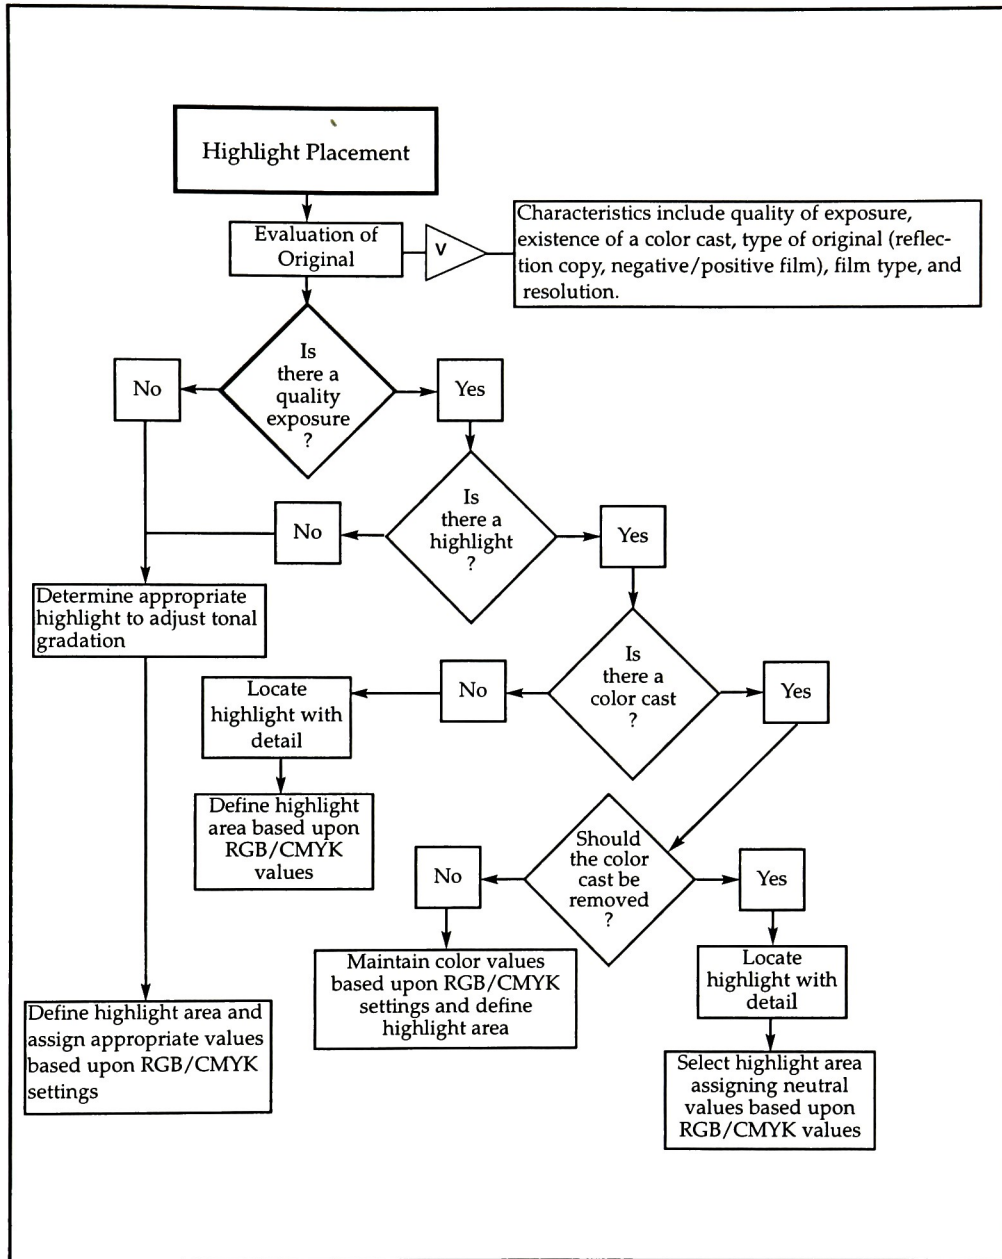 Highlight Placement
Evaluation of
Original
V
Characteristics include quality of exposure,
existence of a color cast, type of original (reflec-
tion copy, negative/positive film), film type, and
resolution.
Is
there a
quality
exposure
?
No
Yes
Is
there a
highlight
?
No
Yes
Determine appropriate
highlight to adjust tonal
gradation
Is
there a
color cast
?
No
Yes
Locate
highlight with
detail
Define highlight
area based upon
RGB/CMYK
values
Should
the color
cast be
removed
?
No
Yes
Maintain color values
based upon RGB/CMYK
settings and define
highlight area
Locate
highlight with
detail
Define highlight area and
assign appropriate values
based upon RGB/CMYK
settings
Select highlight area
assigning neutral
values based upon
RGB/CMYK values